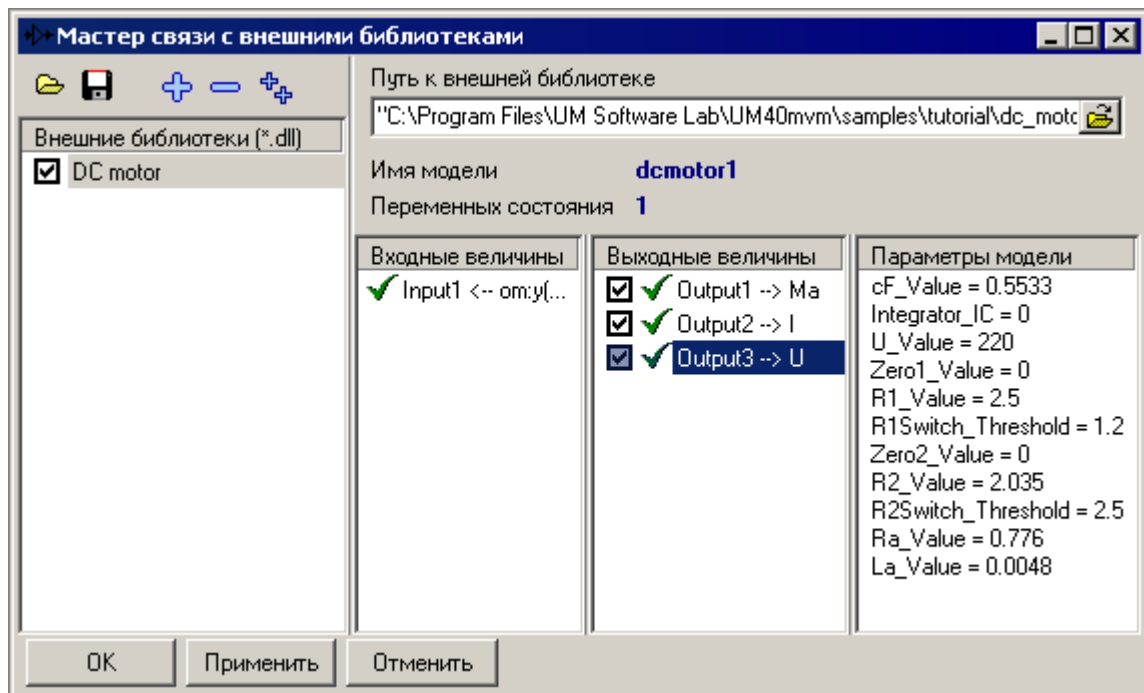 Мастер связи с внешними библиотеками
Внешние библиотеки (*.dll)
DC motor
Путь к внешней библиотеке
"C:\Program Files\UM Software Lab\UM40mvm\samples\tutorial\dc_moto
Имя модели dcmotor1
Переменных состояния 1
Входные величины
Input1 <-- om:y(...
Выходные величины
Output1 --> Ma
Output2 --> I
Output3 --> U
Параметры модели
cF_Value = 0.5533
Integrator_IC = 0
U_Value = 220
Zero1_Value = 0
R1_Value = 2.5
R1Switch_Threshold = 1.2
Zero2_Value = 0
R2_Value = 2.035
R2Switch_Threshold = 2.5
Ra_Value = 0.776
La_Value = 0.0048
OK
Применить
Отменить